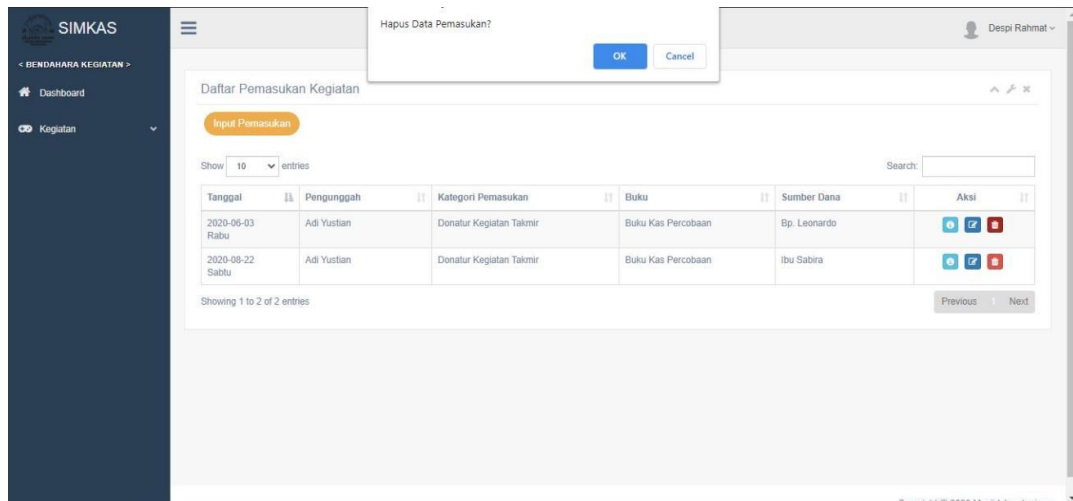 SIMKAS
Hapus Data Pemasukan?
OK Cancel
Despi Rahmat
< BENDAHARA KEGIATAN >
Dashboard
Kegiatan
Daftar Pemasukan Kegiatan
Input Pemasukan
Show 10 entries
Search:
Tanggal Pengunggah Kategori Pemasukan Buku Sumber Dana Aksi
2020-06-03 Adi Yustian Donatur Kegiatan Takmir Buku Kas Percobaan Bp. Leonardo
Rabu
2020-08-22 Adi Yustian Donatur Kegiatan Takmir Buku Kas Percobaan Ibu Sabira
Sabtu
Showing 1 to 2 of 2 entries
Previous 1 Next